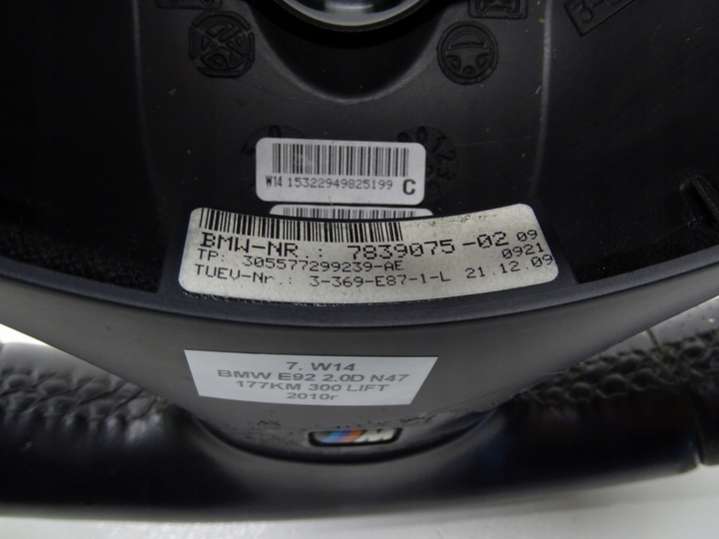 W14 15322949825199 C
BMW-NR.: 7839075-02 09
TP: 305577299239-AE 0921
TUEV-Nr.: 3-369-E87-1-L 21.12.09
7. W14
BMW E92 2.0D N47
177KM 300 LIFT
2010r
M